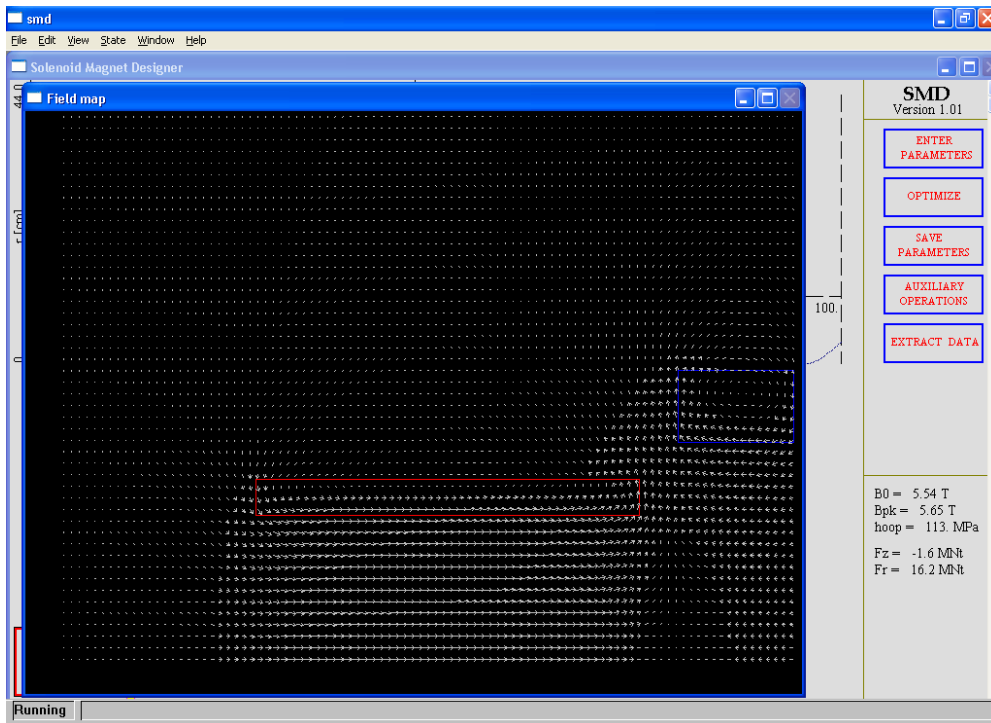 smd
File Edit View State Window Help
Solenoid Magnet Designer
Field map
44.0
r [cm]
0
100.
SMD
Version 1.01
ENTER
PARAMETERS
OPTIMIZE
SAVE
PARAMETERS
AUXILIARY
OPERATIONS
EXTRACT DATA
B0 = 5.54 T
Bpk = 5.65 T
hoop = 113. MPa
Fz = -1.6 MNt
Fr = 16.2 MNt
Running